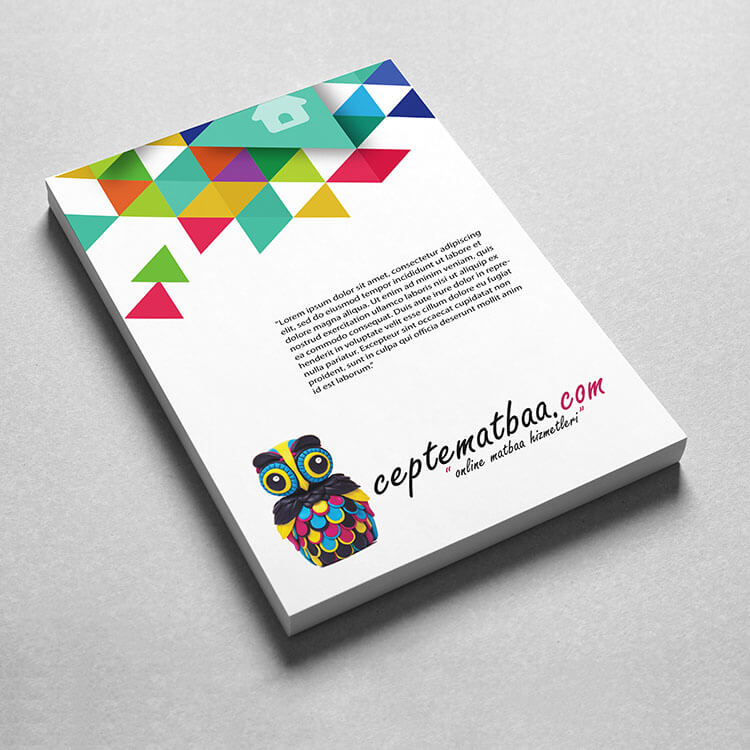 "Lorem ipsum dolor sit amet, consectetur adipiscing
elit, sed do eiusmod tempor incididunt ut labore et
dolore magna aliqua. Ut enim ad minim veniam, quis
nostrud exercitation ullamco laboris nisi ut aliquip ex
ea commodo consequat. Duis aute irure dolor in repre-
henderit in voluptate velit esse cillum dolore eu fugiat
nulla pariatur. Excepteur sint occaecat cupidatat non
proident, sunt in culpa qui officia deserunt mollit anim
id est laborum."
ceptematbaa.com
"online matbaa hizmetleri"